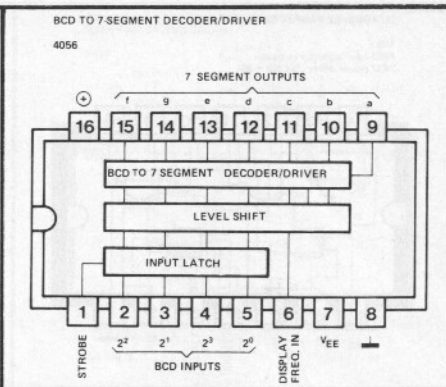 BCD TO 7-SEGMENT DECODER/DRIVER
4056
7 SEGMENT OUTPUTS
f g e d c b a
16 15 14 13 12 11 10 9
BCD TO 7 SEGMENT DECODER/DRIVER
LEVEL SHIFT
INPUT LATCH
1 2 3 4 5 6 7 8
STROBE
2² 2¹ 2³ 2⁰
BCD INPUTS
DISPLAY
FREQ. IN
VEE